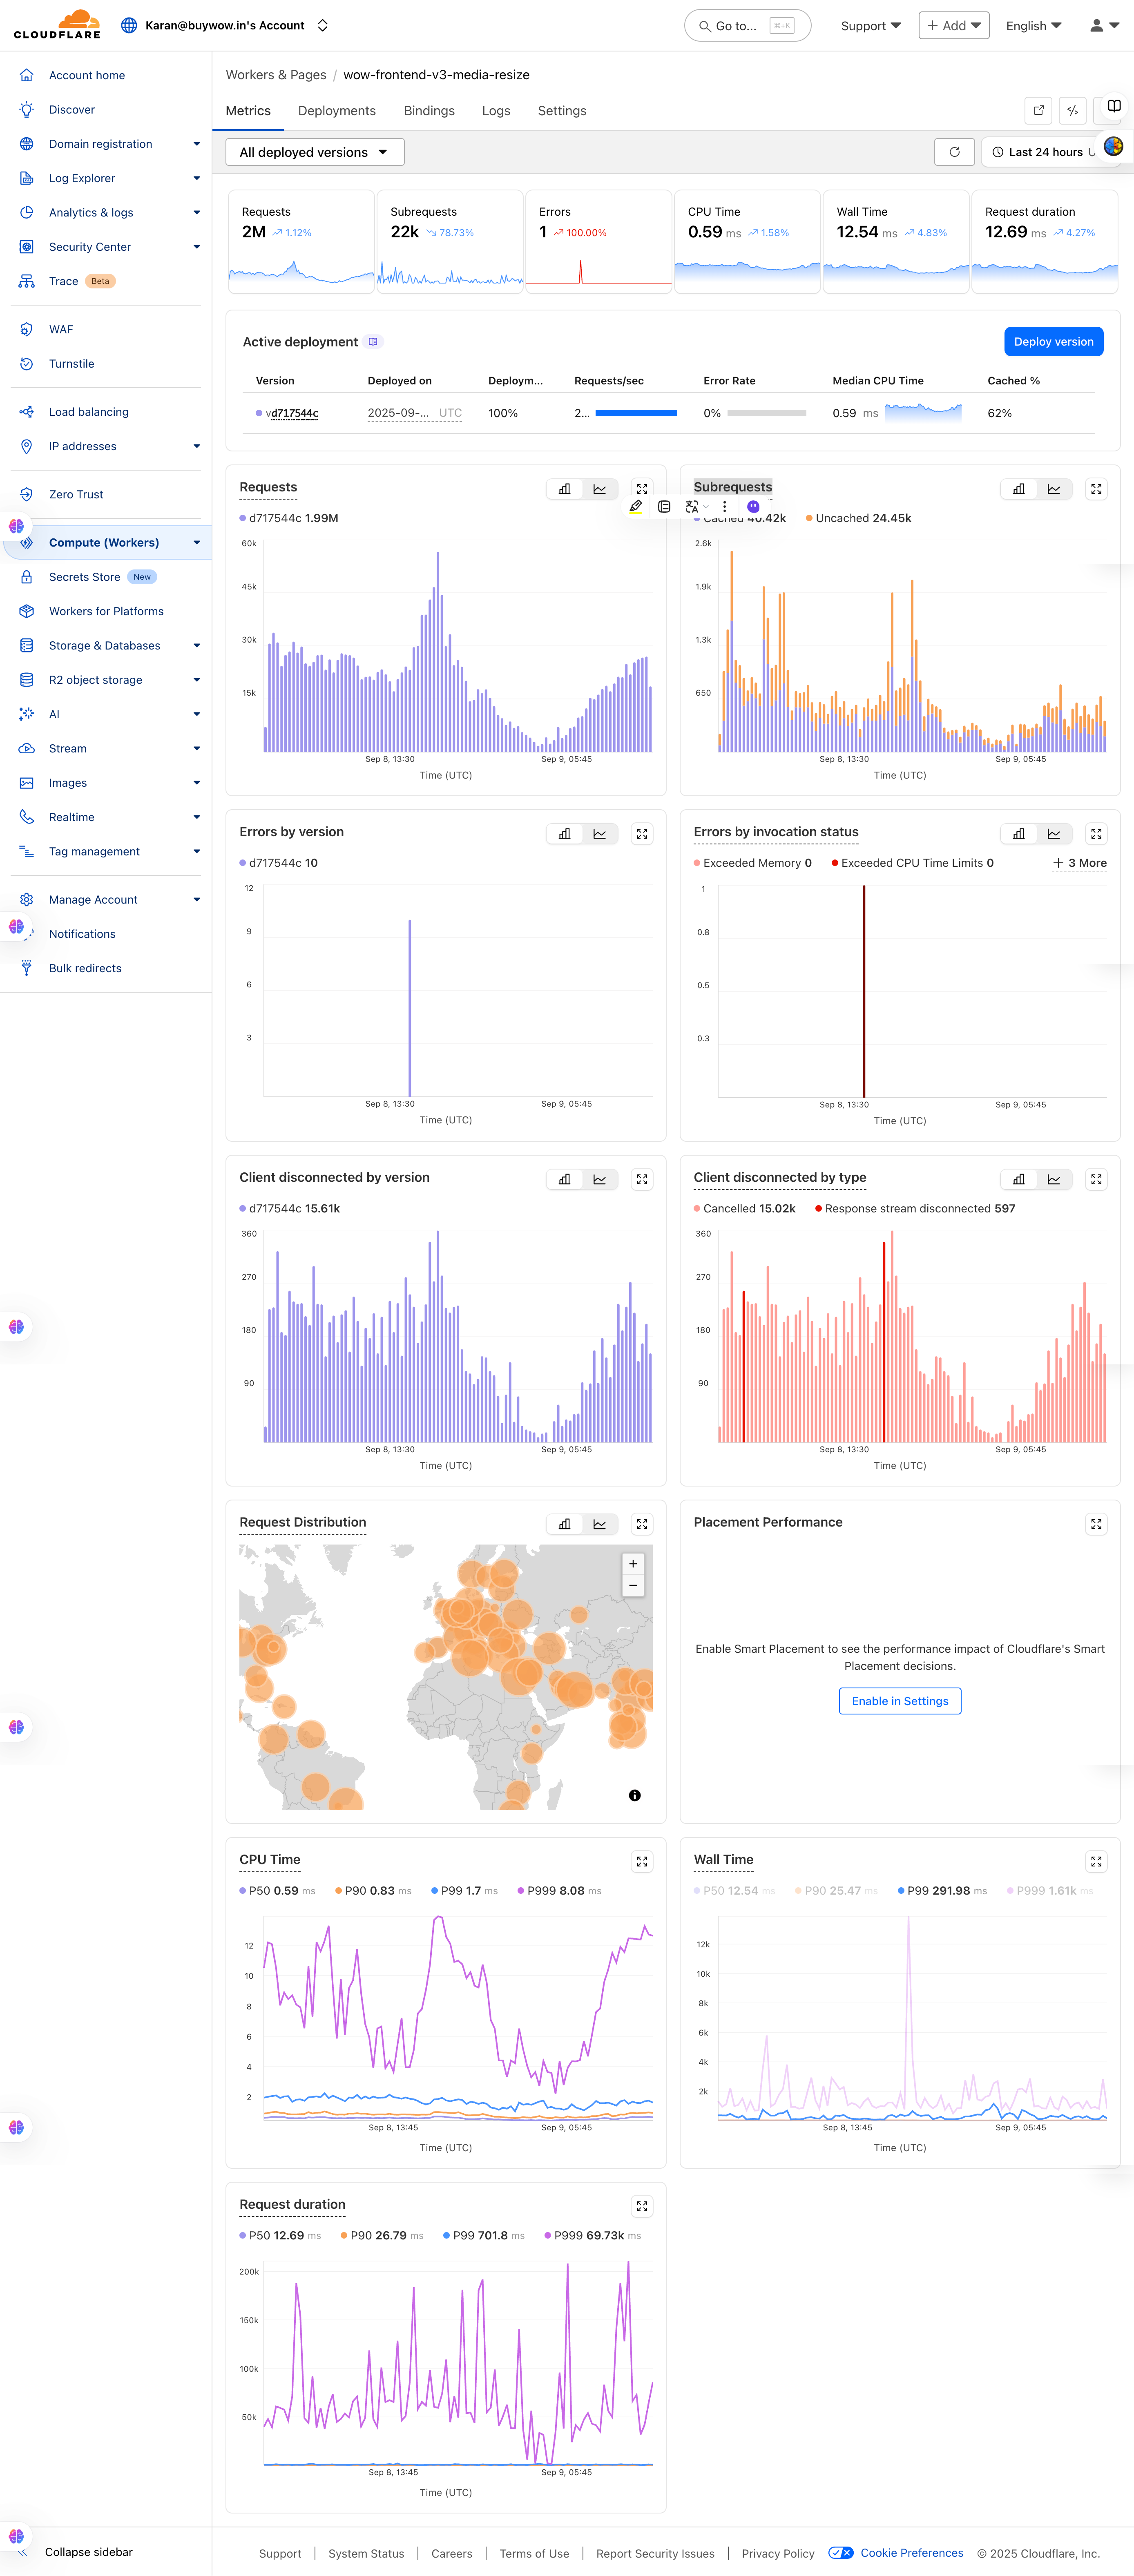 CLOUDFLARE
Karan@buywow.in's Account
Go to... ⌘+K
Support
+ Add
English
Account home
Discover
Domain registration
Log Explorer
Analytics & logs
Security Center
Trace Beta
WAF
Turnstile
Load balancing
IP addresses
Zero Trust
Compute (Workers)
Secrets Store New
Workers for Platforms
Storage & Databases
R2 object storage
AI
Stream
Images
Realtime
Tag management
Manage Account
Notifications
Bulk redirects
Collapse sidebar
Workers & Pages / wow-frontend-v3-media-resize
Metrics Deployments Bindings Logs Settings
All deployed versions
Last 24 hours
Requests
2M 1.12%
Subrequests
22k 78.73%
Errors
1 100.00%
CPU Time
0.59 ms 1.58%
Wall Time
12.54 ms 4.83%
Request duration
12.69 ms 4.27%
Active deployment
Deploy version
Version Deployed on Deploym... Requests/sec Error Rate Median CPU Time Cached %
vd717544c 2025-09-... UTC 100% 2... 0% 0.59 ms 62%
Requests
d717544c 1.99M
60k
45k
30k
15k
Sep 8, 13:30 Sep 9, 05:45
Time (UTC)
Subrequests
Cached 40.42k Uncached 24.45k
2.6k
1.9k
1.3k
650
Sep 8, 13:30 Sep 9, 05:45
Time (UTC)
Errors by version
d717544c 10
12
9
6
3
Sep 8, 13:30 Sep 9, 05:45
Time (UTC)
Errors by invocation status
Exceeded Memory 0 Exceeded CPU Time Limits 0 + 3 More
1
0.8
0.5
0.3
Sep 8, 13:30 Sep 9, 05:45
Time (UTC)
Client disconnected by version
d717544c 15.61k
360
270
180
90
Sep 8, 13:30 Sep 9, 05:45
Time (UTC)
Client disconnected by type
Cancelled 15.02k Response stream disconnected 597
360
270
180
90
Sep 8, 13:30 Sep 9, 05:45
Time (UTC)
Request Distribution
+
−
Placement Performance
Enable Smart Placement to see the performance impact of Cloudflare's Smart
Placement decisions.
Enable in Settings
CPU Time
P50 0.59 ms P90 0.83 ms P99 1.7 ms P999 8.08 ms
12
10
8
6
4
2
Sep 8, 13:45 Sep 9, 05:45
Time (UTC)
Wall Time
P50 12.54 ms P90 25.47 ms P99 291.98 ms P999 1.61k ms
12k
10k
8k
6k
4k
2k
Sep 8, 13:45 Sep 9, 05:45
Time (UTC)
Request duration
P50 12.69 ms P90 26.79 ms P99 701.8 ms P999 69.73k ms
200k
150k
100k
50k
Sep 8, 13:45 Sep 9, 05:45
Time (UTC)
Support | System Status | Careers | Terms of Use | Report Security Issues | Privacy Policy Cookie Preferences © 2025 Cloudflare, Inc.